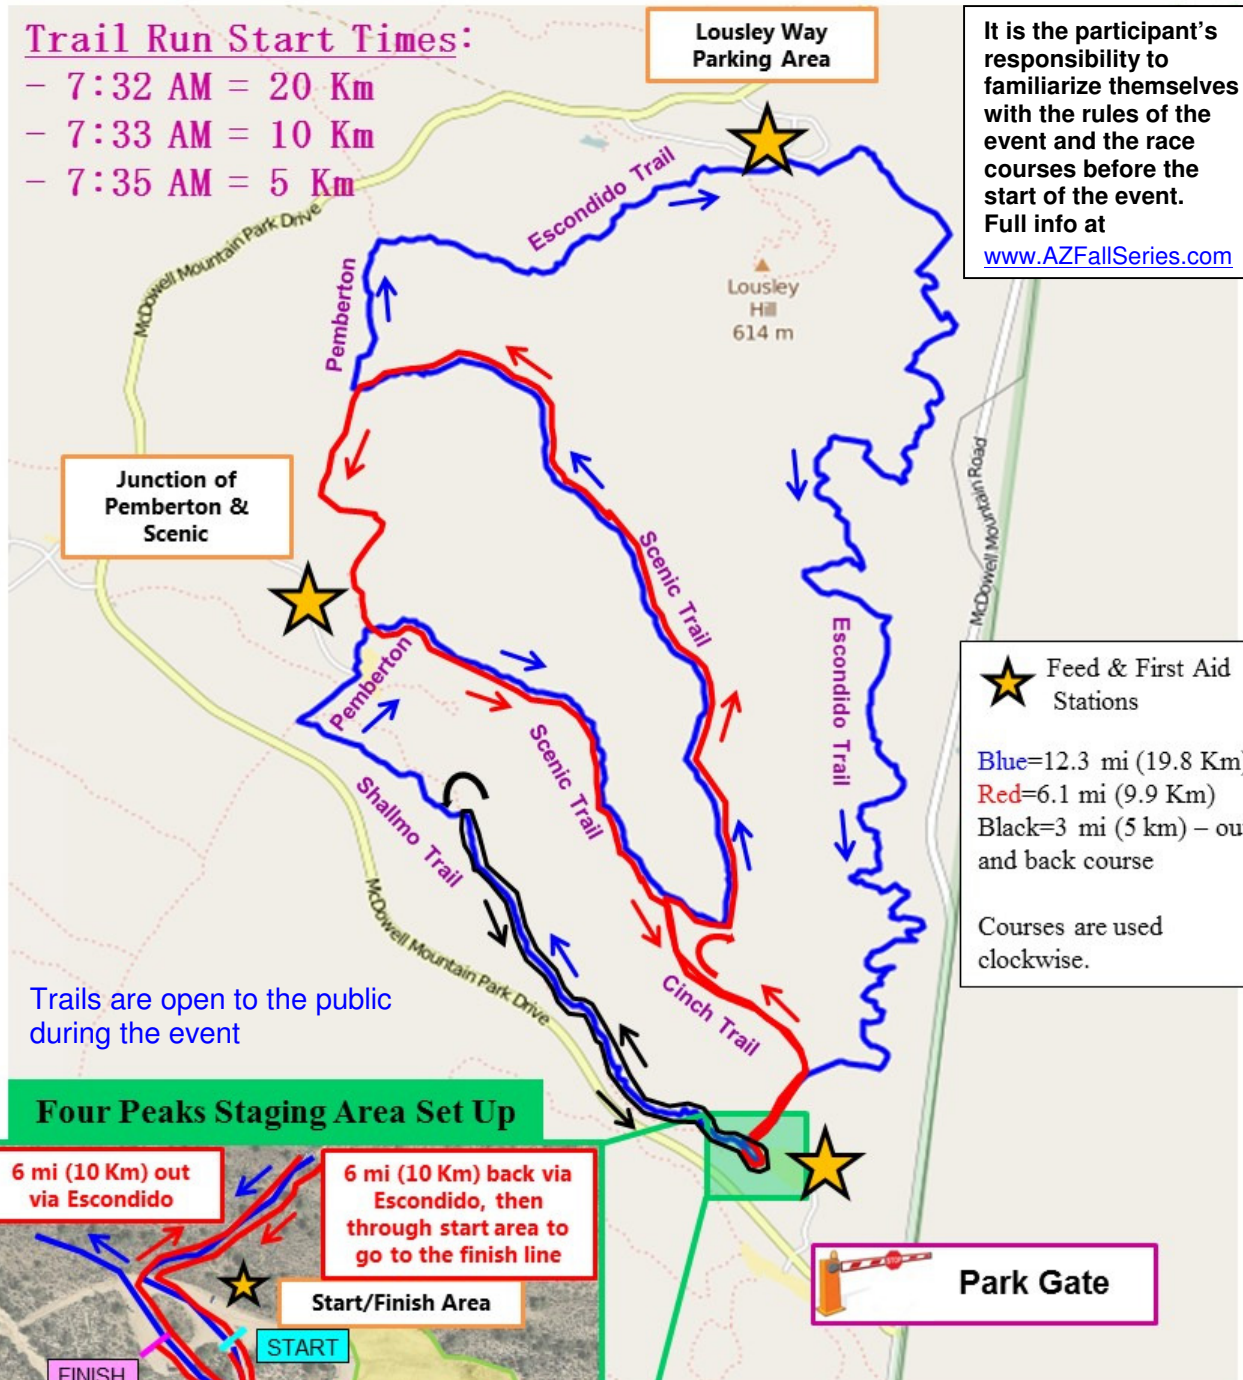 Trail Run Start Times:
- 7:32 AM = 20 Km
- 7:33 AM = 10 Km
- 7:35 AM = 5 Km
Lousley Way
Parking Area
It is the participant's
responsibility to
familiarize themselves
with the rules of the
event and the race
courses before the
start of the event.
Full info at
www.AZFallSeries.com
Escondido Trail
McDowell Mountain Park Drive
Pemberton
Lousley
Hill
614 m
Junction of
Pemberton &
Scenic
McDowell Mountain Road
Scenic Trail
Escondido Trail
Pemberton
Scenic Trail
Shallmo Trail
Feed & First Aid
Stations
Blue=12.3 mi (19.8 Km)
Red=6.1 mi (9.9 Km)
Black=3 mi (5 km) – ou
and back course
Courses are used
clockwise.
McDowell Mountain Park Drive
Cinch Trail
Trails are open to the public
during the event
Four Peaks Staging Area Set Up
6 mi (10 Km) out
via Escondido
6 mi (10 Km) back via
Escondido, then
through start area to
go to the finish line
Start/Finish Area
START
FINISH
Park Gate